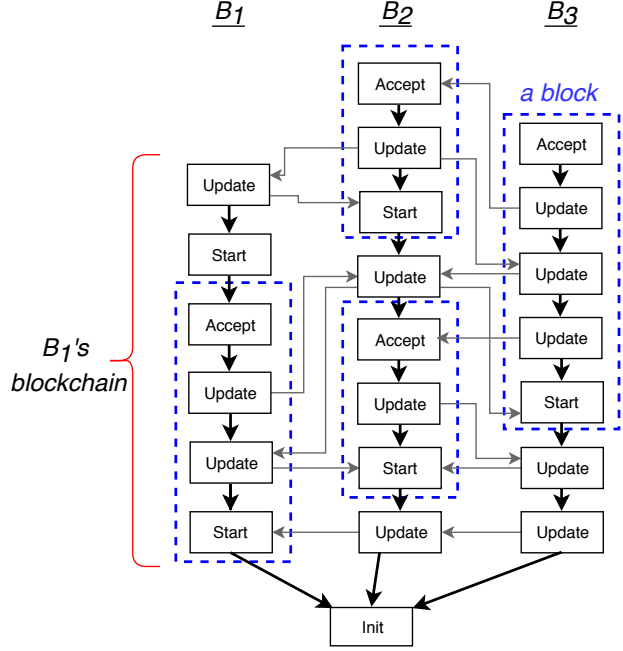 B1
B2
B3
a block
Accept
Accept
Update
Update
Update
Update
Start
Start
Update
Update
Accept
Accept
Update
Update
Update
Start
B1's
blockchain
Update
Start
Update
Start
Update
Update
Init